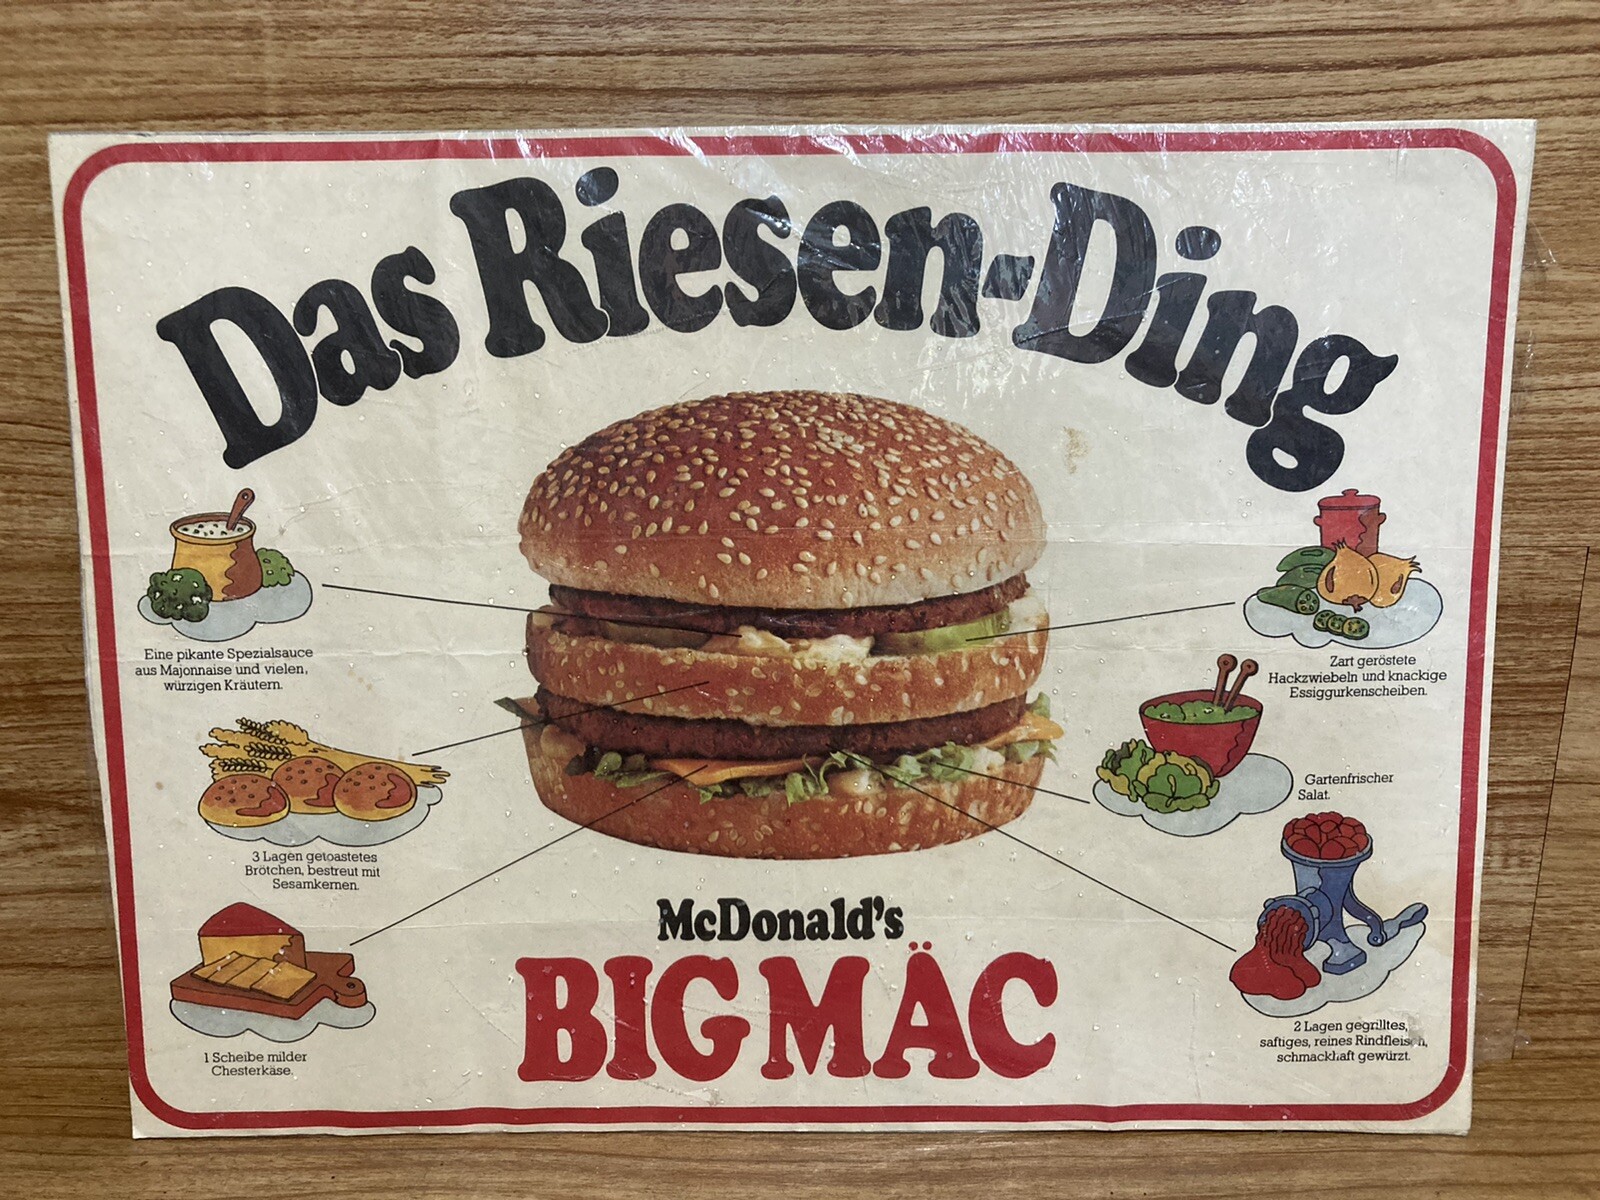 Das Riesen-Ding
Eine pikante Spezialsauce
aus Majonnaise und vielen,
würzigen Kräutern.
3 Lagen getoastetes
Brötchen, bestreut mit
Sesamkernen.
1 Scheibe milder
Chesterkäse.
Zart geröstete
Hackzwiebeln und knackige
Essiggurkenscheiben.
Gartenfrischer
Salat.
2 Lagen gegrilltes,
saftiges, reines Rindfleisch,
schmackhaft gewürzt.
McDonald's
BIG MÄC